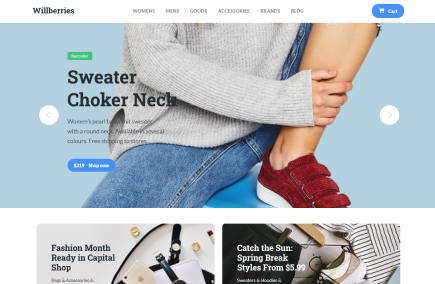 Willberries
WOMENS MENS GOODS ACCESSORIES BRANDS BLOG
Cart
Bestseller
Sweater
Choker Neck
Women's pearl basic knit sweater
with a round neck. Available in several
colours. Free shipping to stores.
$319 Shop now
Fashion Month
Ready in Capital
Shop
Bags & Accessories &
Catch the Sun:
Spring Break
Styles From $5.99
Sweaters & Hoodies &